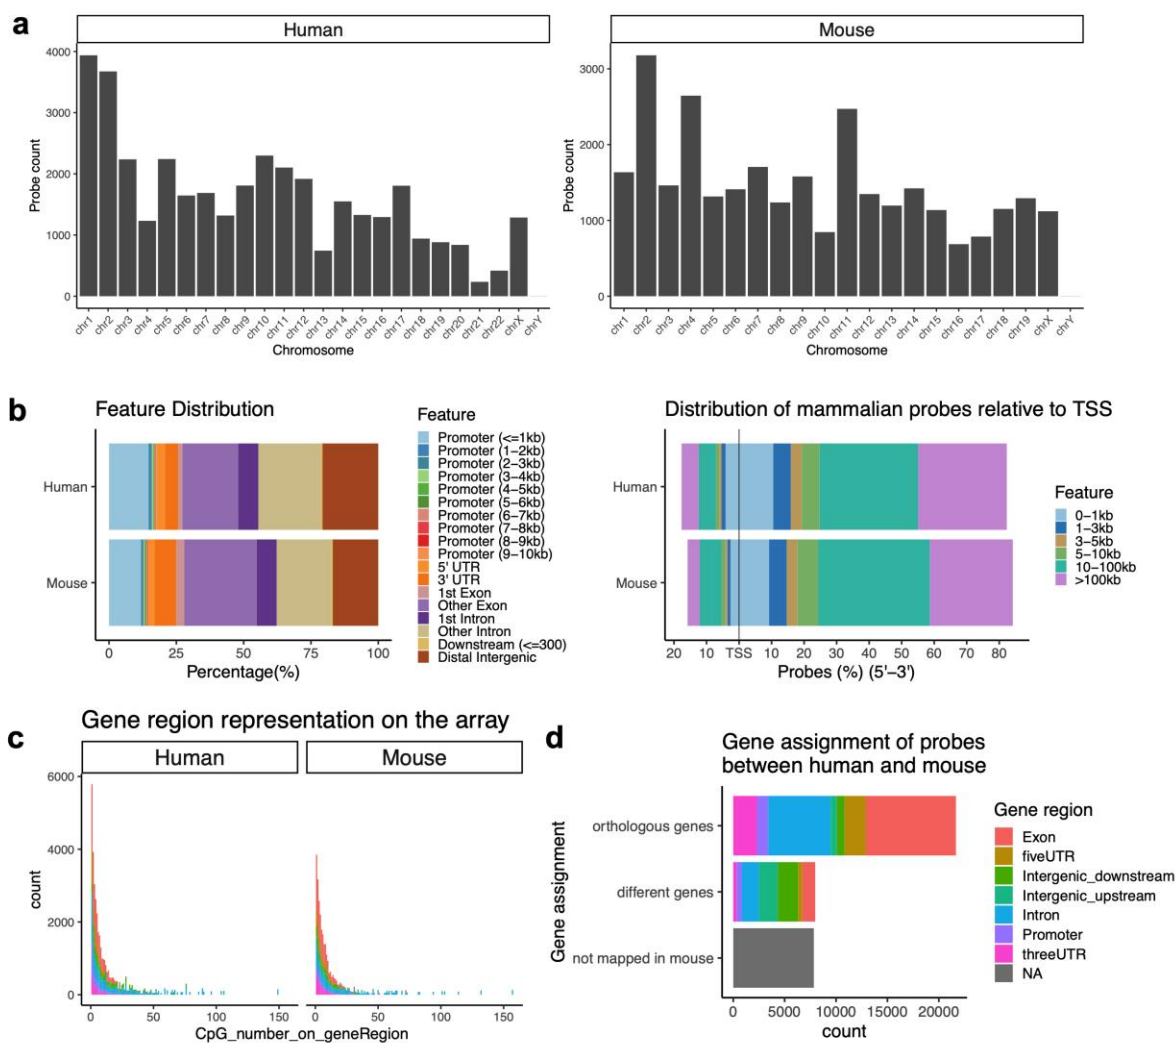 a
Human
Mouse
Probe count
4000
3000
2000
1000
0
chr1 chr2 chr3 chr4 chr5 chr6 chr7 chr8 chr9 chr10 chr11 chr12 chr13 chr14 chr15 chr16 chr17 chr18 chr19 chr20 chr21 chr22 chrX chrY
Chromosome
Probe count
3000
2000
1000
0
chr1 chr2 chr3 chr4 chr5 chr6 chr7 chr8 chr9 chr10 chr11 chr12 chr13 chr14 chr15 chr16 chr17 chr18 chr19 chrX chrY
Chromosome
b
Feature Distribution
Human
Mouse
0 25 50 75 100
Percentage(%)
Feature
Promoter (<=1kb)
Promoter (1−2kb)
Promoter (2−3kb)
Promoter (3−4kb)
Promoter (4−5kb)
Promoter (5−6kb)
Promoter (6−7kb)
Promoter (7−8kb)
Promoter (8−9kb)
Promoter (9−10kb)
5' UTR
3' UTR
1st Exon
Other Exon
1st Intron
Other Intron
Downstream (<=300)
Distal Intergenic
Distribution of mammalian probes relative to TSS
Human
Mouse
20 10 TSS 10 20 30 40 50 60 70 80
Probes (%) (5'−3')
Feature
0−1kb
1−3kb
3−5kb
5−10kb
10−100kb
>100kb
c
Gene region representation on the array
Human
Mouse
count
6000
4000
2000
0
0 50 100 150 0 50 100 150
CpG_number_on_geneRegion
d
Gene assignment of probes
between human and mouse
Gene assignment
orthologous genes
different genes
not mapped in mouse
0 5000 10000 15000 20000
count
Gene region
Exon
fiveUTR
Intergenic_downstream
Intergenic_upstream
Intron
Promoter
threeUTR
NA